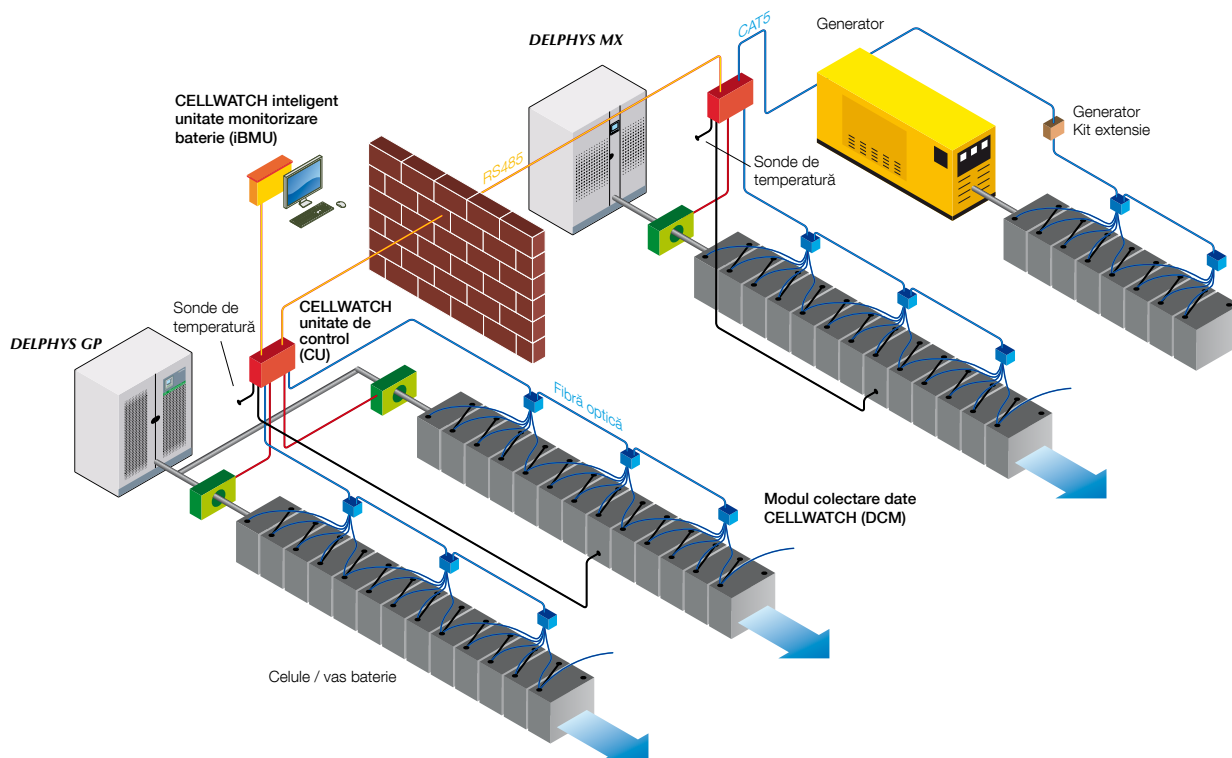 DELPHYS MX
CAT5
Generator
CELLWATCH inteligent
unitate monitorizare
baterie (iBMU)
Generator
Kit extensie
RS485
Sonde de
temperatură
Sonde de
temperatură
CELLWATCH
unitate de
control
(CU)
DELPHYS GP
Fibră optică
Modul colectare date
CELLWATCH (DCM)
Celule / vas baterie